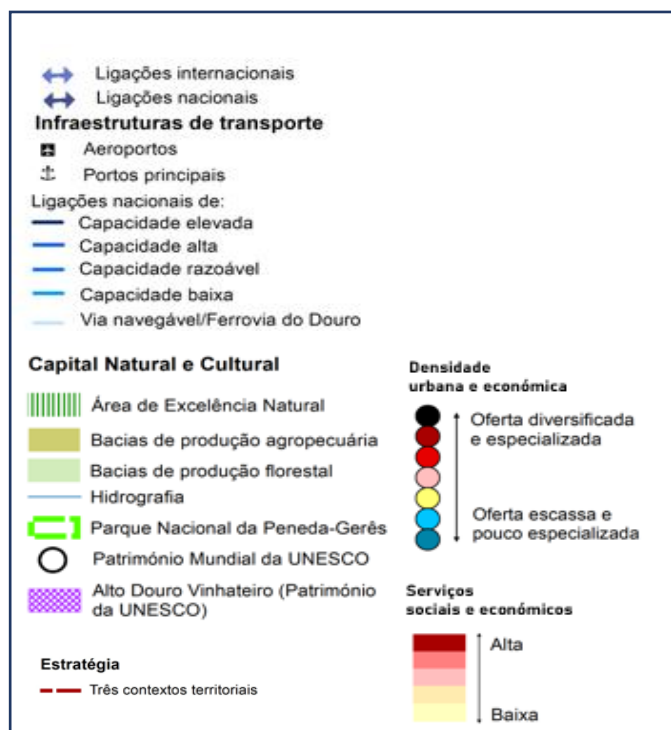 Ligações internacionais
Ligações nacionais
Infraestruturas de transporte
Aeroportos
Portos principais
Ligações nacionais de:
Capacidade elevada
Capacidade alta
Capacidade razoável
Capacidade baixa
Via navegável/Ferrovia do Douro
Capital Natural e Cultural
Área de Excelência Natural
Bacias de produção agropecuária
Bacias de produção florestal
Hidrografia
Parque Nacional da Peneda-Gerês
Património Mundial da UNESCO
Alto Douro Vinhateiro (Património
da UNESCO)
Estratégia
Três contextos territoriais
Densidade
urbana e económica
Oferta diversificada
e especializada
Oferta escassa e
pouco especializada
Serviços
sociais e económicos
Alta
Baixa